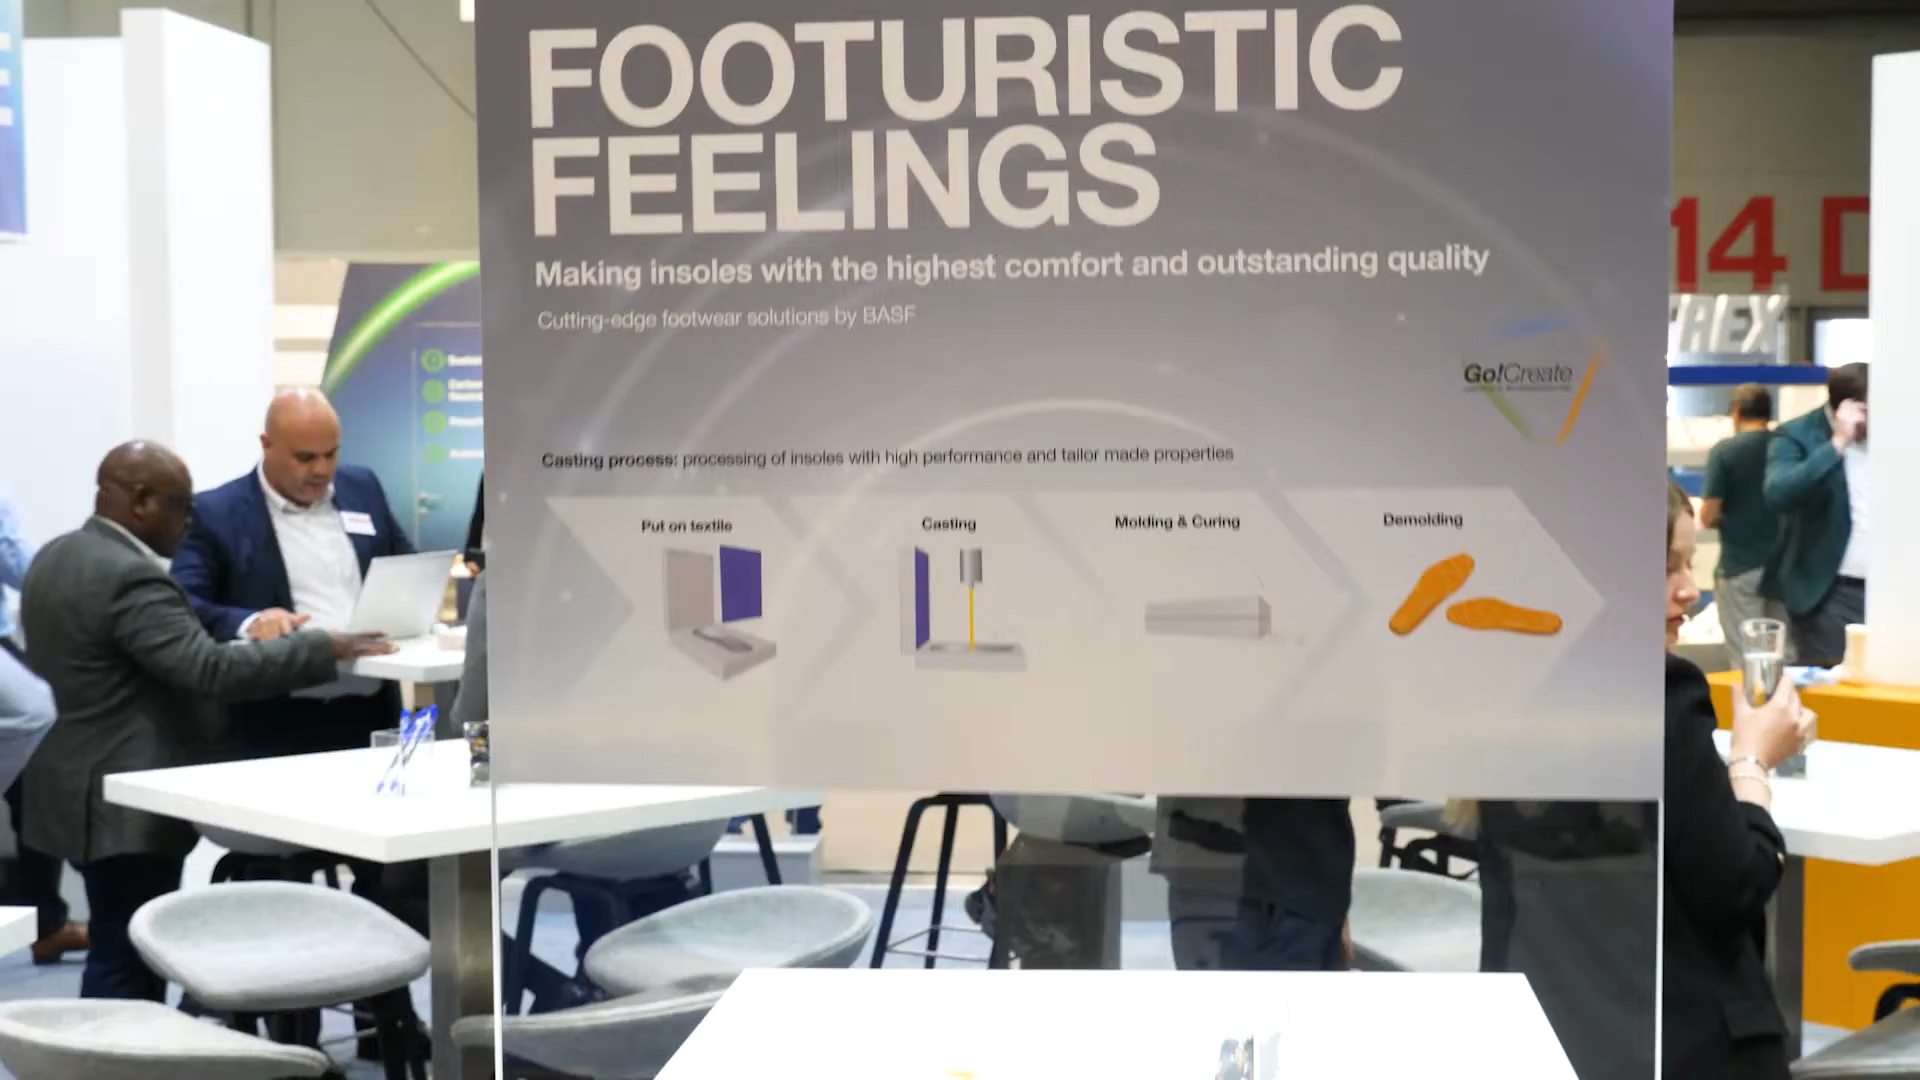 FOOTURISTIC
FEELINGS
Making insoles with the highest comfort and outstanding quality
Cutting-edge footwear solutions by BASF
Go!Create
Casting process: processing of insoles with high performance and tailor made properties
Put on textile
Casting
Molding & Curing
Demolding
14 D